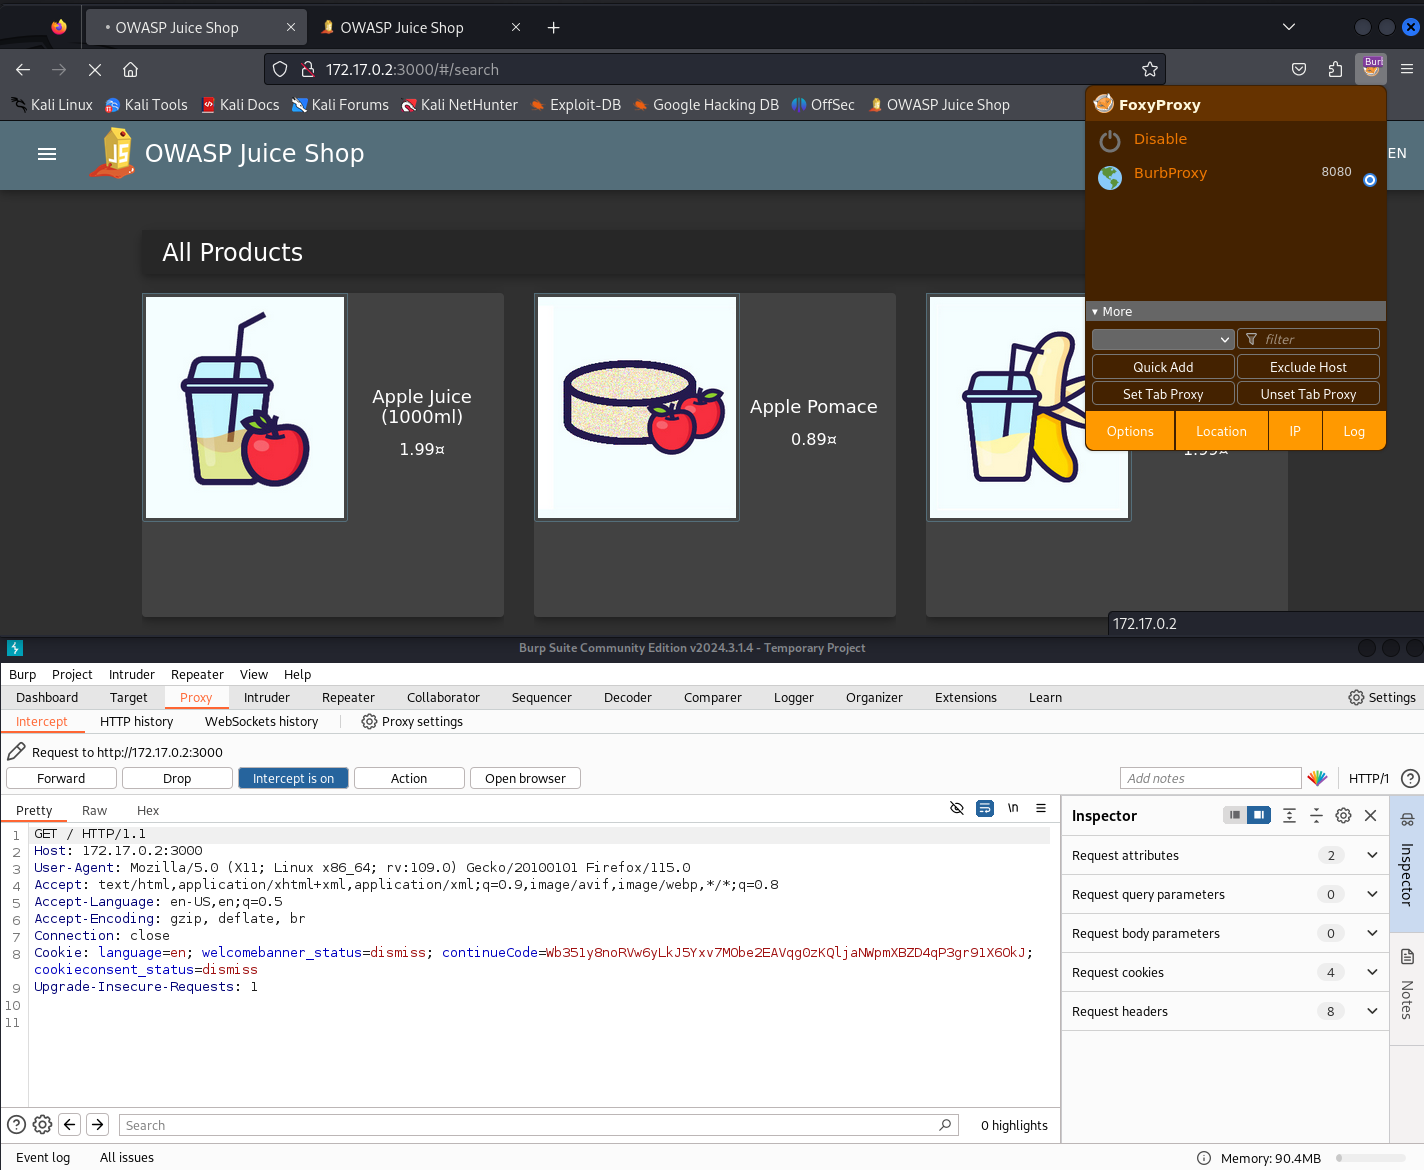 OWASP Juice Shop
OWASP Juice Shop
172.17.0.2:3000/#/search
Burb
Kali Linux Kali Tools Kali Docs Kali Forums Kali NetHunter Exploit-DB Google Hacking DB OffSec OWASP Juice Shop
JS OWASP Juice Shop
EN
FoxyProxy
Disable
BurbProxy 8080
More
filter
Quick Add Exclude Host
Set Tab Proxy Unset Tab Proxy
Options Location IP Log
All Products
Apple Juice
(1000ml)
1.99¤
Apple Pomace
0.89¤
1.99¤
172.17.0.2
Burp Suite Community Edition v2024.3.1.4 - Temporary Project
Burp Project Intruder Repeater View Help
Dashboard Target Proxy Intruder Repeater Collaborator Sequencer Decoder Comparer Logger Organizer Extensions Learn Settings
Intercept HTTP history WebSockets history Proxy settings
Request to http://172.17.0.2:3000
Forward Drop Intercept is on Action Open browser Add notes HTTP/1
Pretty Raw Hex \n
1 GET / HTTP/1.1
2 Host: 172.17.0.2:3000
3 User-Agent: Mozilla/5.0 (X11; Linux x86_64; rv:109.0) Gecko/20100101 Firefox/115.0
4 Accept: text/html,application/xhtml+xml,application/xml;q=0.9,image/avif,image/webp,*/*;q=0.8
5 Accept-Language: en-US,en;q=0.5
6 Accept-Encoding: gzip, deflate, br
7 Connection: close
8 Cookie: language=en; welcomebanner_status=dismiss; continueCode=Wb351y8noRVw6yLkJ5Yxv7MObe2EAVqg0zKQljaNWpmXBZD4qP3gr91X6OkJ;
cookieconsent_status=dismiss
9 Upgrade-Insecure-Requests: 1
10
11
Inspector
Request attributes 2
Request query parameters 0
Request body parameters 0
Request cookies 4
Request headers 8
Inspector
Notes
Search 0 highlights
Event log All issues Memory: 90.4MB